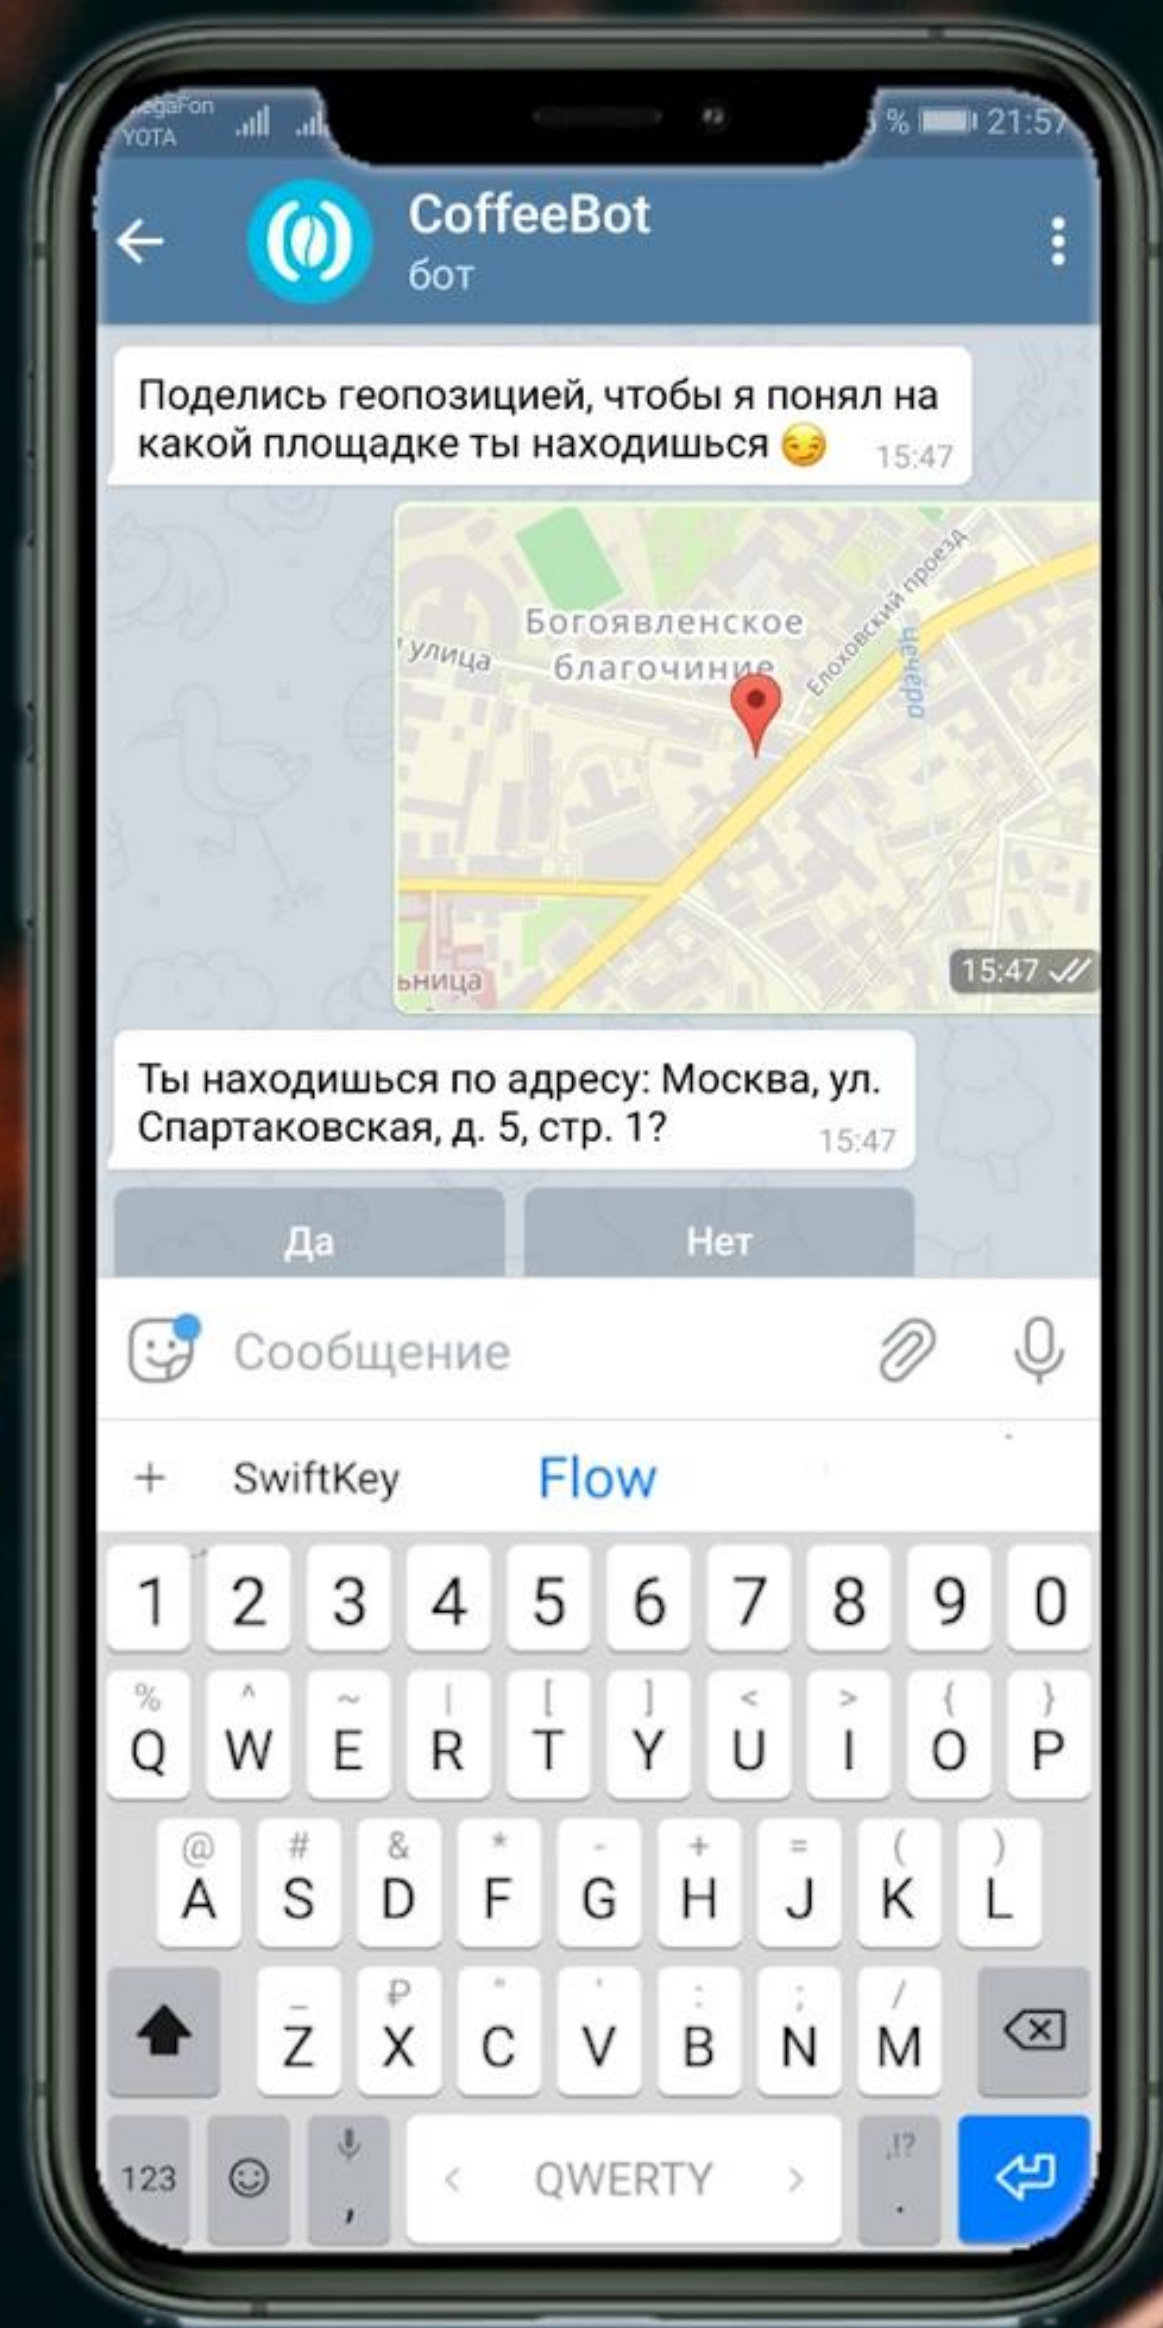 YOTA
%
21:57
CoffeeBot
бот
Поделись геопозицией, чтобы я понял на
какой площадке ты находишься 😏 15:47
Елоховский проезд
Богоявленское
благочиние
улица
Чечёра
ьница
15:47
Ты находишься по адресу: Москва, ул.
Спартаковская, д. 5, стр. 1? 15:47
Да Нет
Сообщение
+ SwiftKey Flow
1 2 3 4 5 6 7 8 9 0
% ^ ~ | [ ] < > { }
Q W E R T Y U I O P
@ # & * - + = ( )
A S D F G H J K L
_ ₽ " ' : ; /
Z X C V B N M
,!?
123 , < QWERTY > .